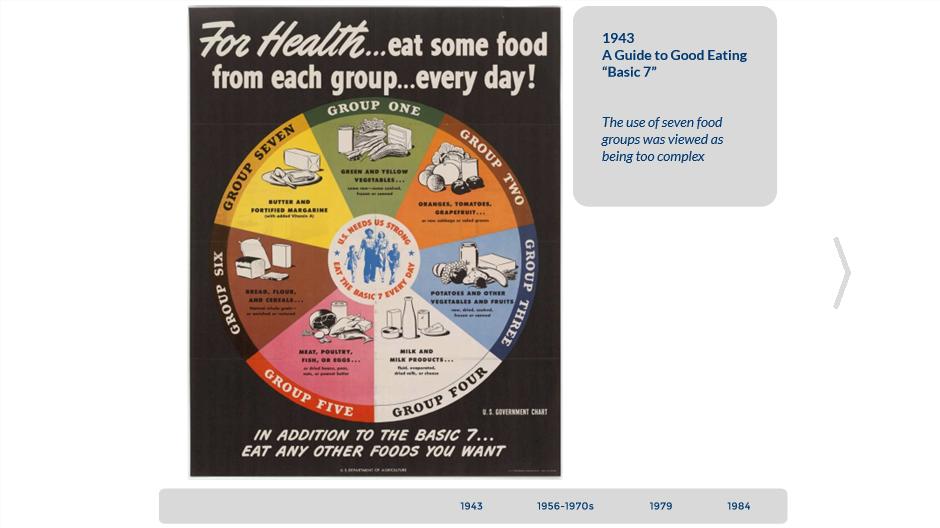 For Health...eat some food
from each group...every day!
GROUP ONE
GREEN AND YELLOW
VEGETABLES...
some raw—some cooked,
frozen or canned
GROUP TWO
ORANGES, TOMATOES,
GRAPEFRUIT...
or raw cabbage or salad greens
GROUP THREE
POTATOES AND OTHER
VEGETABLES AND FRUITS
raw, dried, cooked,
frozen or canned
GROUP FOUR
MILK AND
MILK PRODUCTS...
fluid, evaporated,
dried milk, or cheese
GROUP FIVE
MEAT, POULTRY,
FISH, OR EGGS...
or dried beans, peas,
nuts, or peanut butter
GROUP SIX
BREAD, FLOUR,
AND CEREALS...
Natural whole grain—
or enriched or restored
GROUP SEVEN
BUTTER AND
FORTIFIED MARGARINE
(with added Vitamin A)
U.S. NEEDS US STRONG
EAT THE BASIC 7 EVERY DAY
U.S. GOVERNMENT CHART
IN ADDITION TO THE BASIC 7...
EAT ANY OTHER FOODS YOU WANT
U.S. DEPARTMENT OF AGRICULTURE
1943
A Guide to Good Eating
“Basic 7”
The use of seven food
groups was viewed as
being too complex
1943 1956-1970s 1979 1984